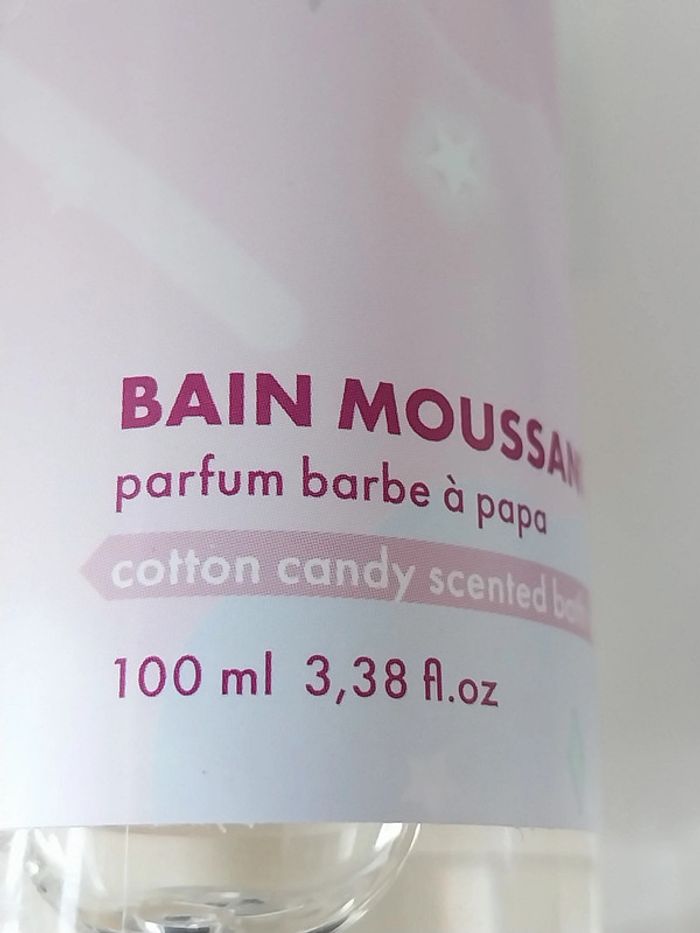 BAIN MOUSSAN
parfum barbe à papa
cotton candy scented
100 ml 3,38 fl.oz